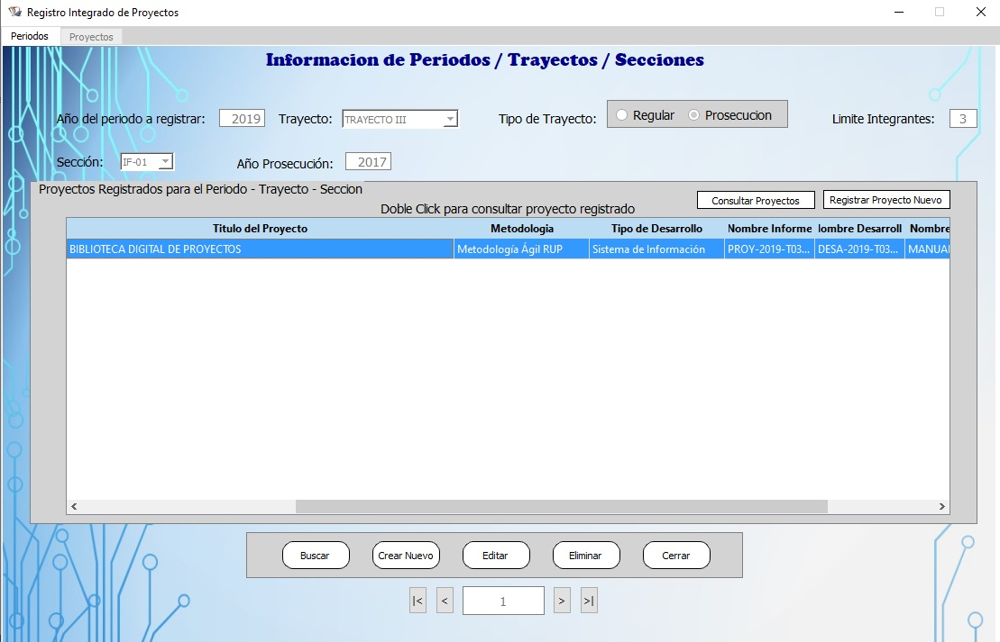 Registro Integrado de Proyectos
Periodos Proyectos
Informacion de Periodos / Trayectos / Secciones
Año del periodo a registrar: 2019 Trayecto: TRAYECTO III Tipo de Trayecto: Regular Prosecucion Limite Integrantes: 3
Sección: IF-01 Año Prosecución: 2017
Proyectos Registrados para el Periodo - Trayecto - Seccion
Doble Click para consultar proyecto registrado Consultar Proyectos Registrar Proyecto Nuevo
Titulo del Proyecto Metodologia Tipo de Desarrollo Nombre Informe lombre Desarroll Nombre
BIBLIOTECA DIGITAL DE PROYECTOS Metodología Ágil RUP Sistema de Información PROY-2019-T03... DESA-2019-T03... MANUAL
Buscar Crear Nuevo Editar Eliminar Cerrar
|< < 1 > >|